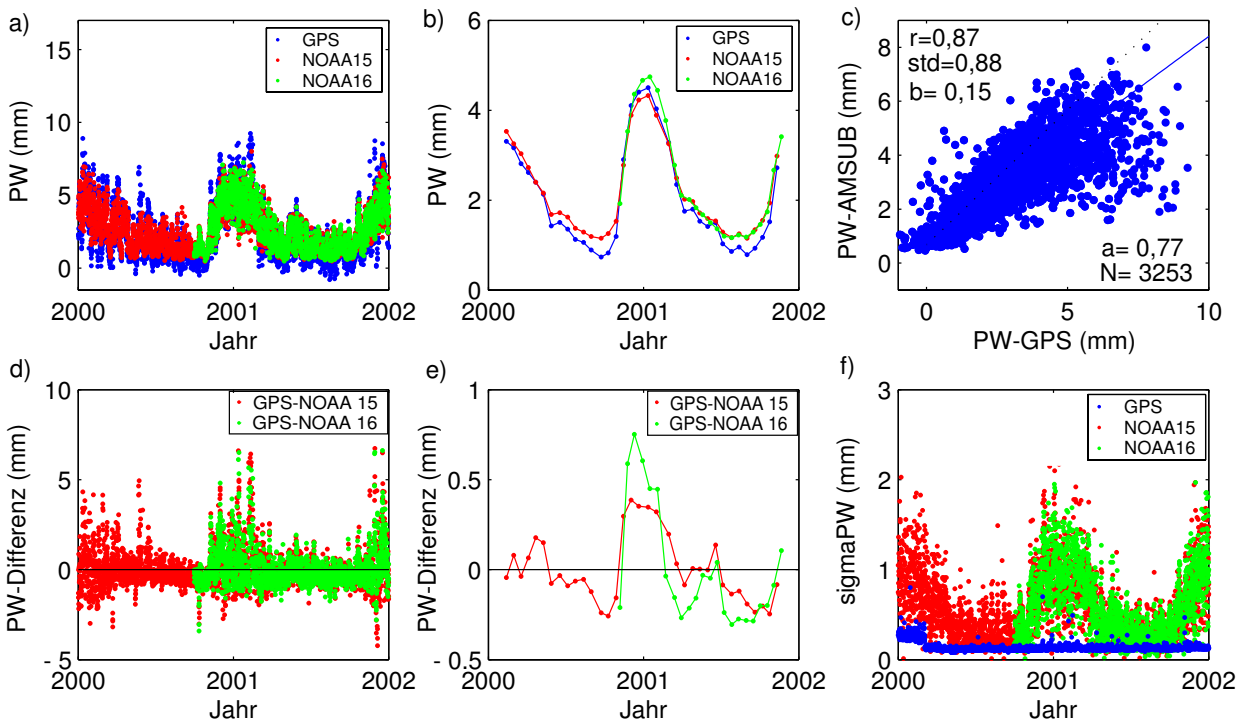 a)
PW (mm)
15
10
5
0
GPS
NOAA15
NOAA16
2000
2001
2002
Jahr
b)
PW (mm)
6
4
2
0
GPS
NOAA15
NOAA16
2000
2001
2002
Jahr
c)
PW-AMSUB (mm)
8
6
4
2
0
r=0,87
std=0,88
b= 0,15
a= 0,77
N= 3253
0
5
10
PW-GPS (mm)
d)
PW-Differenz (mm)
10
5
0
- 5
GPS-NOAA 15
GPS-NOAA 16
2000
2001
2002
Jahr
e)
PW-Differenz (mm)
1
0.5
0
- 0.5
GPS-NOAA 15
GPS-NOAA 16
2000
2001
2002
Jahr
f)
sigmaPW (mm)
3
2
1
0
GPS
NOAA15
NOAA16
2000
2001
2002
Jahr